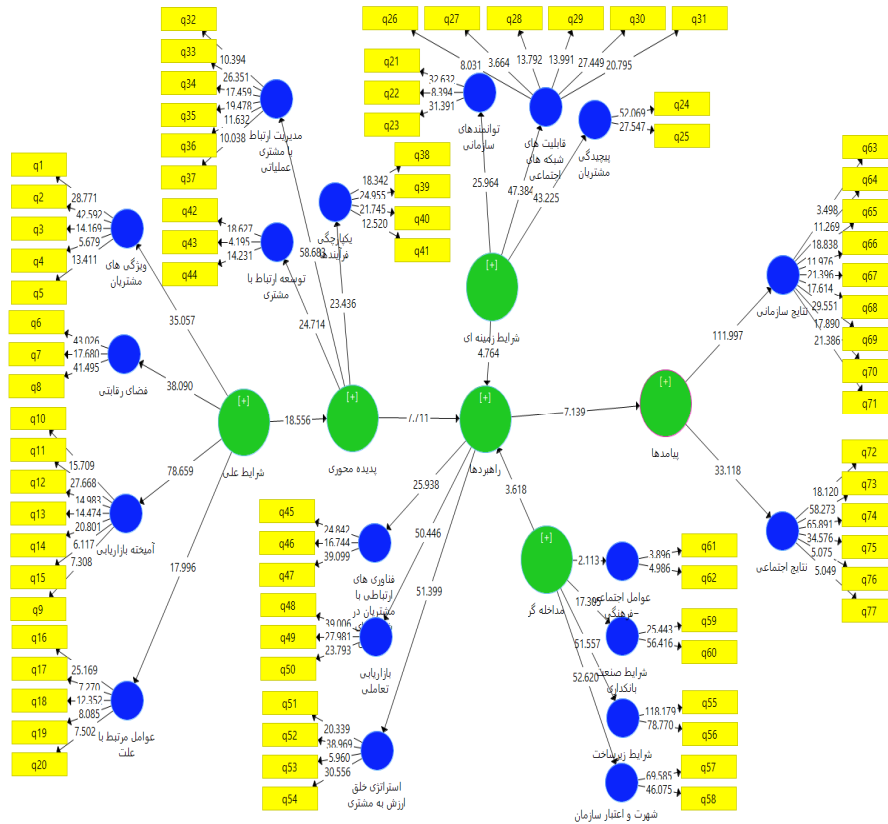 q32
q33
q34
q35
q36
q37
10.394
26.351
17.459
19.478
11.632
10.038
مدیریت ارتباط
با مشتری
عملیاتی
q26
q27
q28
q29
q30
q31
8.031
3.664
13.792
13.991
27.449
20.795
قابلیت های
شبکه های
اجتماعی
q21
q22
q23
32.632
8.394
31.391
توانمندهای
سازمانی
q24
q25
52.069
27.547
پیچیدگی
مشتریان
q38
q39
q40
q41
18.342
24.955
21.745
12.520
یکپارچگی
فرآیندها
q42
q43
q44
18.627
4.195
14.231
توسعه ارتباط با
مشتری
58.683
23.436
24.714
25.964
47.384
43.225
[+]
شرایط زمینه ای
4.764
q1
q2
q3
q4
q5
28.771
42.592
14.169
5.679
13.411
ویژگی های
مشتریان
35.057
q6
q7
q8
43.026
17.680
41.495
فضای رقابتی
38.090
q10
q11
q12
q13
q14
q15
q9
15.709
27.668
14.983
14.474
20.801
6.117
7.308
آمیخته بازاریابی
78.659
q16
q17
q18
q19
q20
25.169
7.270
12.352
8.085
7.502
عوامل مرتبط با
علت
17.996
[+]
شرایط علی
18.556
[+]
پدیده محوری
7.711
[+]
راهبردها
7.139
[+]
پیامدها
q63
q64
q65
q66
q67
q68
q69
q70
q71
3.498
11.269
18.838
11.976
21.396
17.614
29.551
17.890
21.386
نتایج سازمانی
111.997
33.118
q72
q73
q74
q75
q76
q77
18.120
58.273
65.891
34.576
5.075
5.049
نتایج اجتماعی
q45
q46
q47
24.842
16.744
39.099
فناوری های
ارتباطی با
مشتریان در
25.938
q48
q49
q50
39.006
27.981
23.793
بازاریابی
تعاملی
50.446
q51
q52
q53
q54
20.339
38.969
5.960
30.556
استراتژی خلق
ارزش به مشتری
51.399
3.618
[+]
مداخله گر
2.113
17.305
51.557
52.620
q61
q62
3.896
4.986
عوامل اجتماعی
-فرهنگی
q59
q60
25.443
56.416
شرایط صنعت
بانکداری
q55
q56
118.179
78.770
شرایط زیرساخت
q57
q58
69.585
46.075
شهرت و اعتبار سازمان